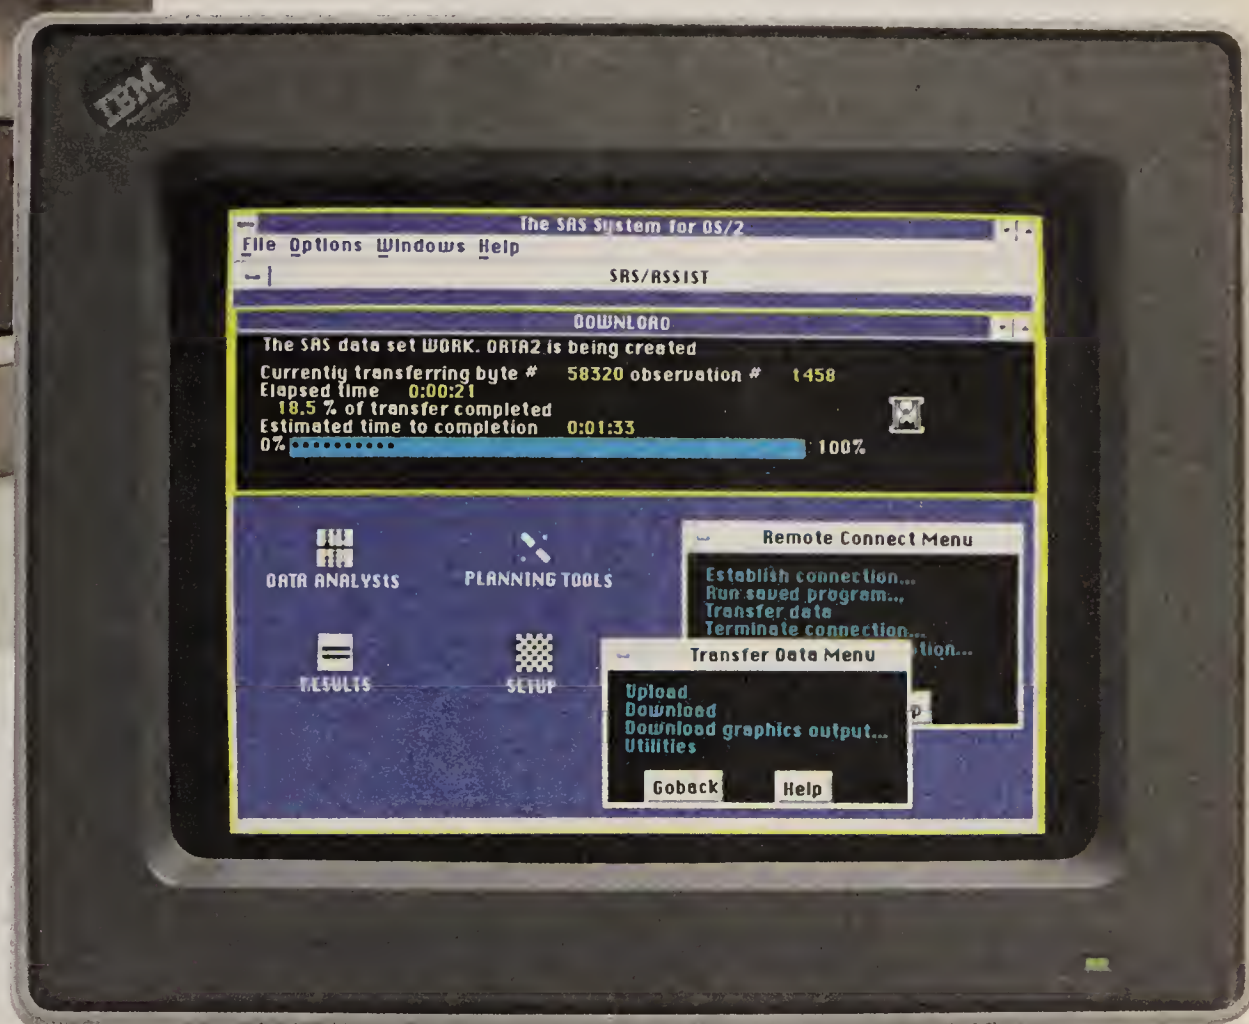 IBM
The SAS System for OS/2
File Options Windows Help
SAS/ASSIST
DOWNLOAD
The SAS data set WORK. DATA2 is being created
Currently transferring byte # 58320 observation # 1458
Elapsed time 0:00:21
18.5 % of transfer completed
Estimated time to completion 0:01:33
0% 100%
DATA ANALYSIS
PLANNING TOOLS
Remote Connect Menu
Establish connection...
Run saved program...
Transfer data
Terminate connection...
tion...
RESULTS
SETUP
Transfer Data Menu
Upload
Download
Download graphics output...
Utilities
p
Goback Help